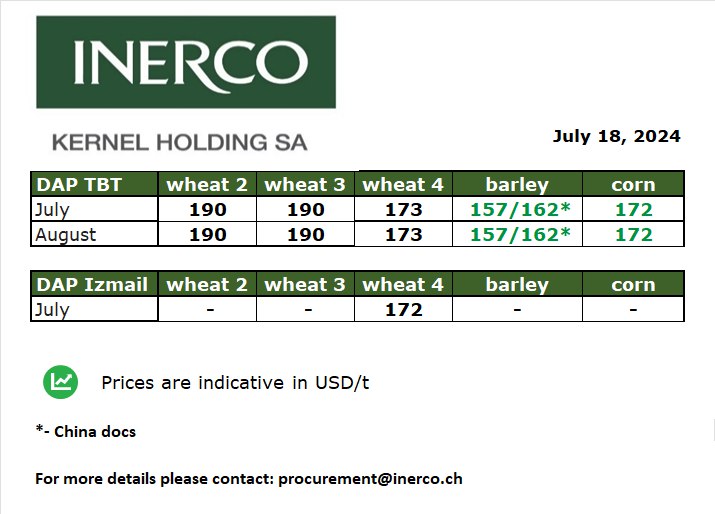 INERCO
KERNEL HOLDING SA
July 18, 2024
DAP TBT wheat 2 wheat 3 wheat 4 barley corn
July 190 190 173 157/162* 172
August 190 190 173 157/162* 172
DAP Izmail wheat 2 wheat 3 wheat 4 barley corn
July - - 172 - -
Prices are indicative in USD/t
*- China docs
For more details please contact: procurement@inerco.ch